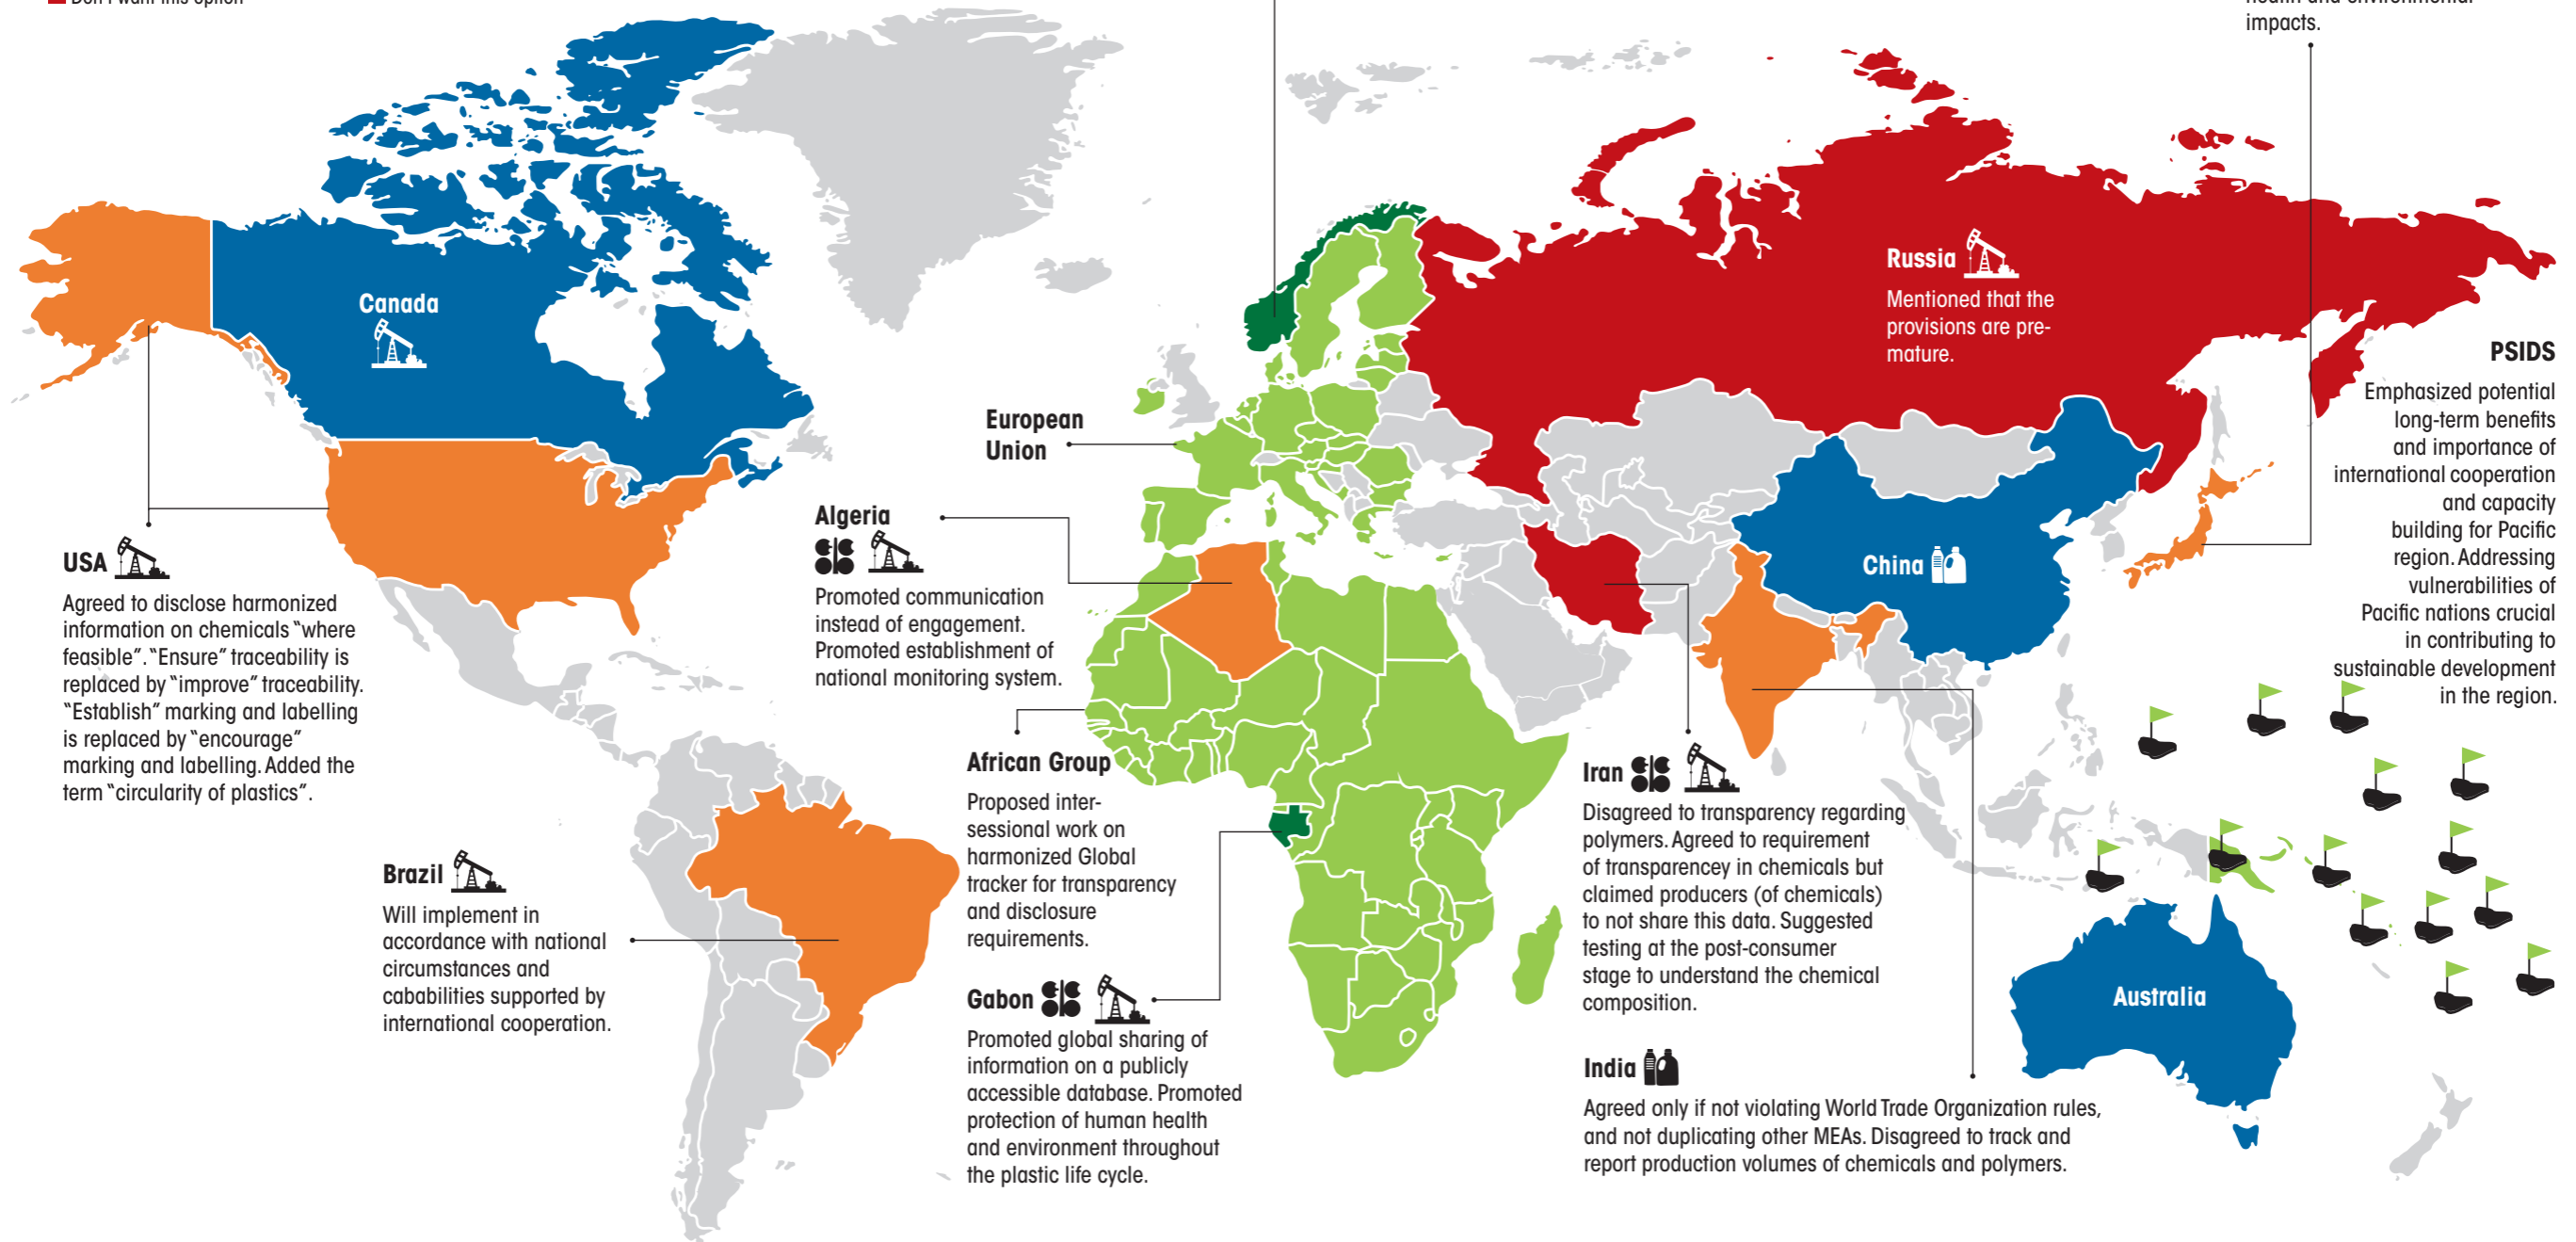 Don't want this option
impacts.
Canada
Russia
Mentioned that the
provisions are pre-
mature.
PSIDS
Emphasized potential
long-term benefits
and importance of
international cooperation
and capacity
building for Pacific
region. Addressing
vulnerabilities of
Pacific nations crucial
in contributing to
sustainable development
in the region.
European
Union
Algeria
Promoted communication
instead of engagement.
Promoted establishment of
national monitoring system.
China
USA
Agreed to disclose harmonized
information on chemicals "where
feasible". "Ensure" traceability is
replaced by "improve" traceability.
"Establish" marking and labelling
is replaced by "encourage"
marking and labelling. Added the
term "circularity of plastics".
African Group
Proposed inter-
sessional work on
harmonized Global
tracker for transparency
and disclosure
requirements.
Iran
Disagreed to transparency regarding
polymers. Agreed to requirement
of transparencey in chemicals but
claimed producers (of chemicals)
to not share this data. Suggested
testing at the post-consumer
stage to understand the chemical
composition.
Brazil
Will implement in
accordance with national
circumstances and
cababilities supported by
international cooperation.
Gabon
Promoted global sharing of
information on a publicly
accessible database. Promoted
protection of human health
and environment throughout
the plastic life cycle.
Australia
India
Agreed only if not violating World Trade Organization rules,
and not duplicating other MEAs. Disagreed to track and
report production volumes of chemicals and polymers.